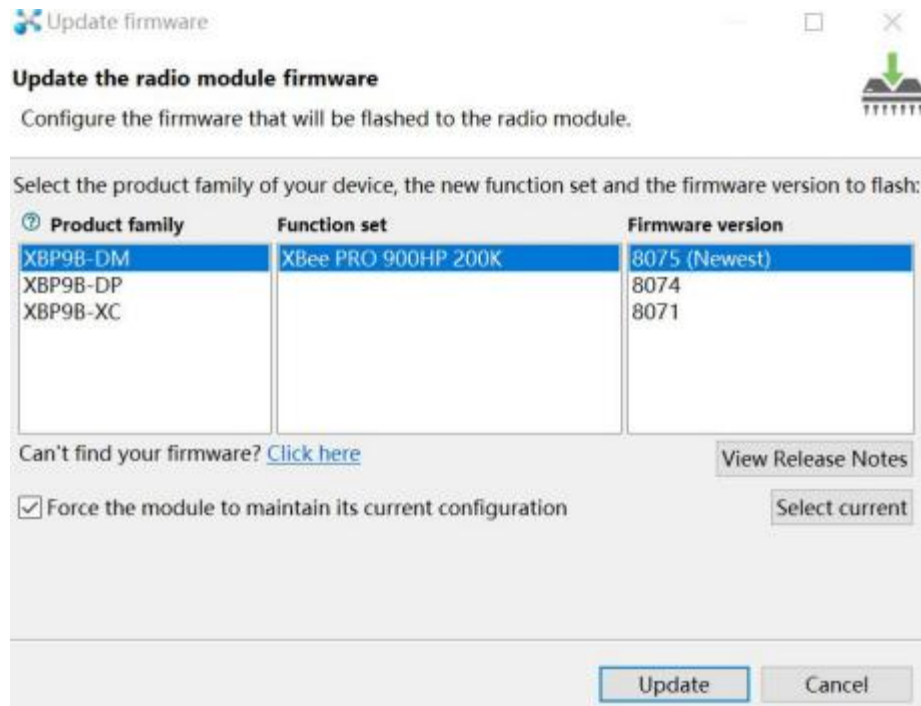 Update firmware
Update the radio module firmware
Configure the firmware that will be flashed to the radio module.
Select the product family of your device, the new function set and the firmware version to flash:
Product family Function set Firmware version
XBP9B-DM XBee PRO 900HP 200K 8075 (Newest)
XBP9B-DP 8074
XBP9B-XC 8071
Can't find your firmware? Click here
View Release Notes
Force the module to maintain its current configuration
Select current
Update Cancel